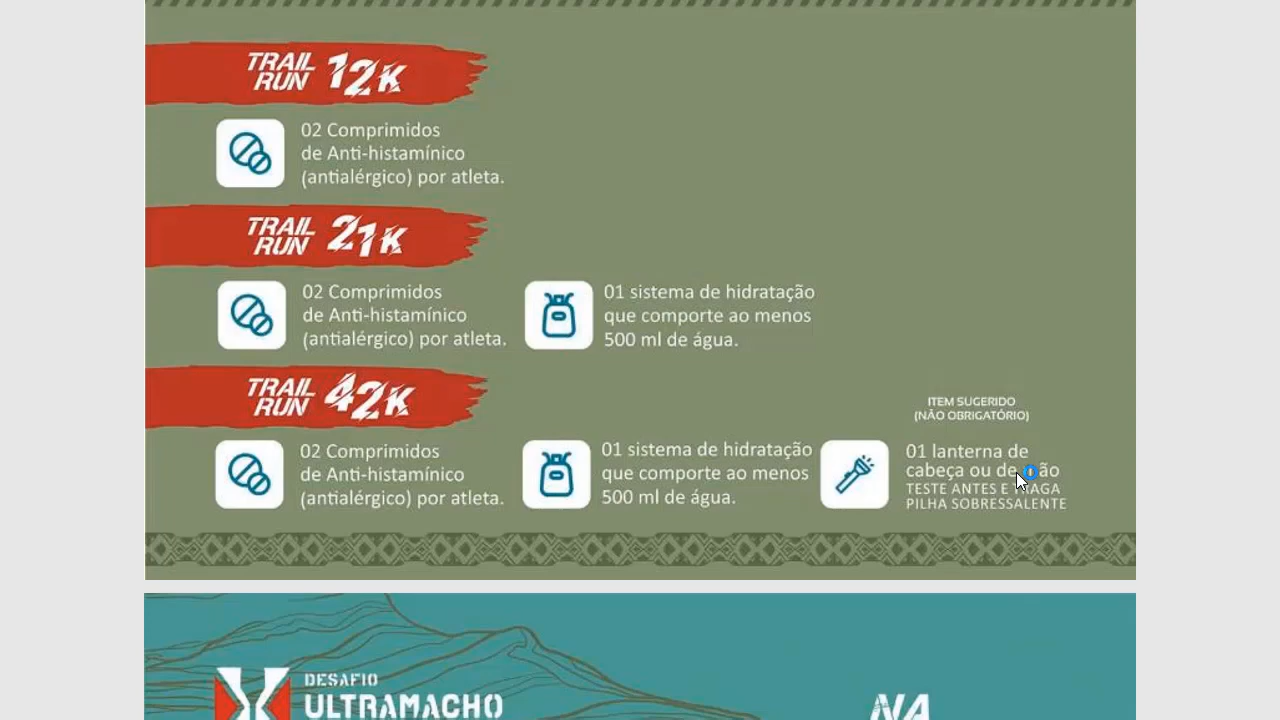 TRAIL
RUN 12K
02 Comprimidos
de Anti-histamínico
(antialérgico) por atleta.
TRAIL
RUN 21K
02 Comprimidos
de Anti-histamínico
(antialérgico) por atleta.
01 sistema de hidratação
que comporte ao menos
500 ml de água.
TRAIL
RUN 42K
02 Comprimidos
de Anti-histamínico
(antialérgico) por atleta.
01 sistema de hidratação
que comporte ao menos
500 ml de água.
ITEM SUGERIDO
(NÃO OBRIGATÓRIO)
01 lanterna de
cabeça ou de mão
TESTE ANTES E TRAGA
PILHA SOBRESSALENTE
DESAFIO
ULTRAMACHO
NA